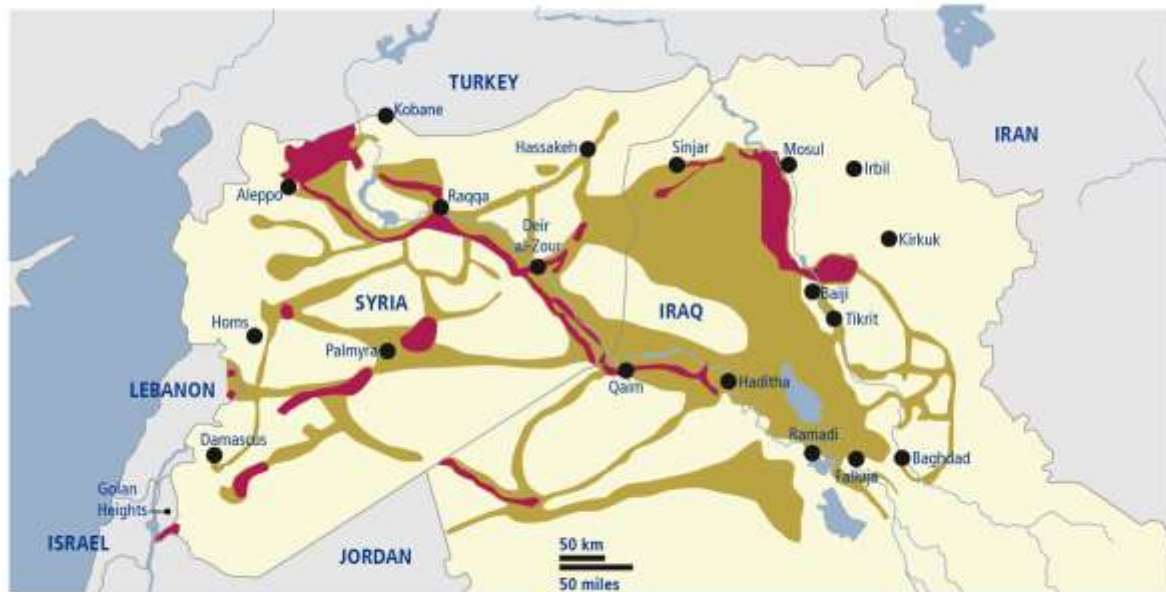 TURKEY
Kobane
IRAN
Hassakeh
Sinjar
Mosul
Irbil
Aleppo
Raqqa
Deir
al-Zour
Kirkuk
Baiji
SYRIA
IRAQ
Tikrit
Homs
Palmyra
Qaim
Haditha
LEBANON
Damascus
Ramadi
Falluja
Baghdad
Golan
Heights
ISRAEL
JORDAN
50 km
50 miles